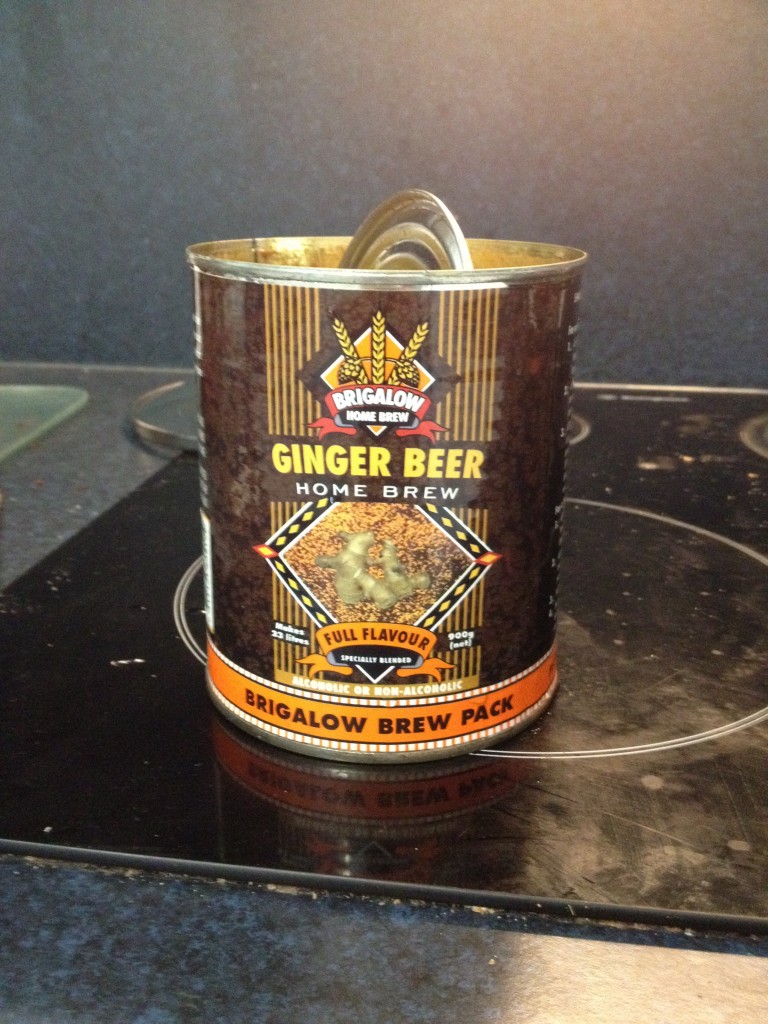 BRIGALOW
HOME BREW
GINGER BEER
HOME BREW
Makes
23 litres
FULL FLAVOUR
SPECIALLY BLENDED
900g
(net)
ALCOHOLIC OR NON-ALCOHOLIC
BRIGALOW BREW PACK